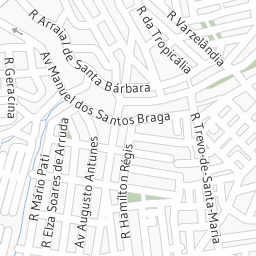 R Arraial de Santa Bárbara
R da Tropicália
R Varzelândia
R Geracina
Av Manuel dos Santos Braga
R Trevo-de-Santa-Maria
R Mário Pati
R Elza Soares de Arruda
Av Augusto Antunes
R Hamilton Régis